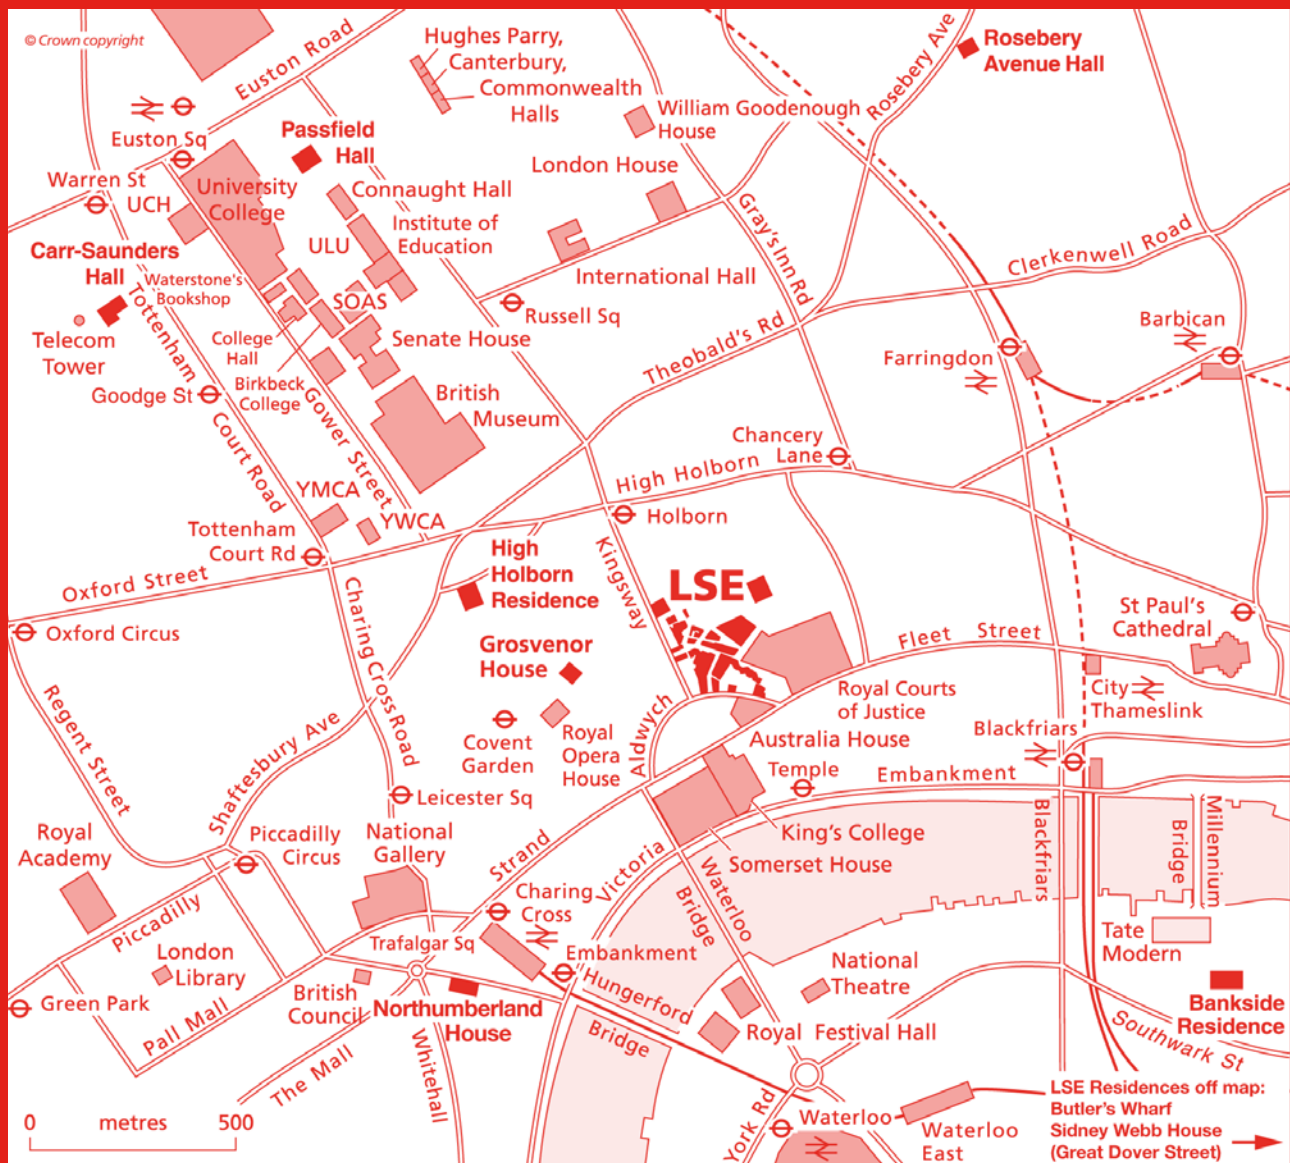 © Crown copyright
Euston Road
Hughes Parry,
Canterbury,
Commonwealth
Halls
Rosebery Ave
Rosebery
Avenue Hall
Euston Sq
Passfield
Hall
William Goodenough
House
London House
Warren St
UCH
University
College
Connaught Hall
Institute of
Education
ULU
Gray's Inn Rd
Clerkenwell Road
Carr-Saunders
Hall
Waterstone's
Bookshop
International Hall
SOAS
Russell Sq
Barbican
Telecom
Tower
Tottenham
Court Road
College
Hall
Senate House
Theobald's Rd
Farringdon
Goodge St
Birkbeck
College
Gower Street
British
Museum
Chancery
Lane
High Holborn
YMCA
YWCA
Holborn
Tottenham
Court Rd
High
Holborn
Residence
Kingsway
LSE
Oxford Street
Charing Cross Road
St Paul's
Cathedral
Oxford Circus
Grosvenor
House
Fleet Street
Regent Street
Shaftesbury Ave
Aldwych
Royal Courts
of Justice
City
Thameslink
Covent
Garden
Royal
Opera
House
Australia House
Blackfriars
Temple
Embankment
Leicester Sq
Royal
Academy
Piccadilly
Circus
National
Gallery
Strand
Victoria
King's College
Somerset House
Blackfriars
Millennium
Bridge
Waterloo
Bridge
Piccadilly
Charing
Cross
Trafalgar Sq
London
Library
Embankment
Tate
Modern
National
Theatre
Green Park
Pall Mall
British
Council
Northumberland
House
Hungerford
Bridge
Royal Festival Hall
Bankside
Residence
Southwark St
The Mall
Whitehall
0 metres 500
York Rd
Waterloo
Waterloo
East
LSE Residences off map:
Butler's Wharf
Sidney Webb House
(Great Dover Street)